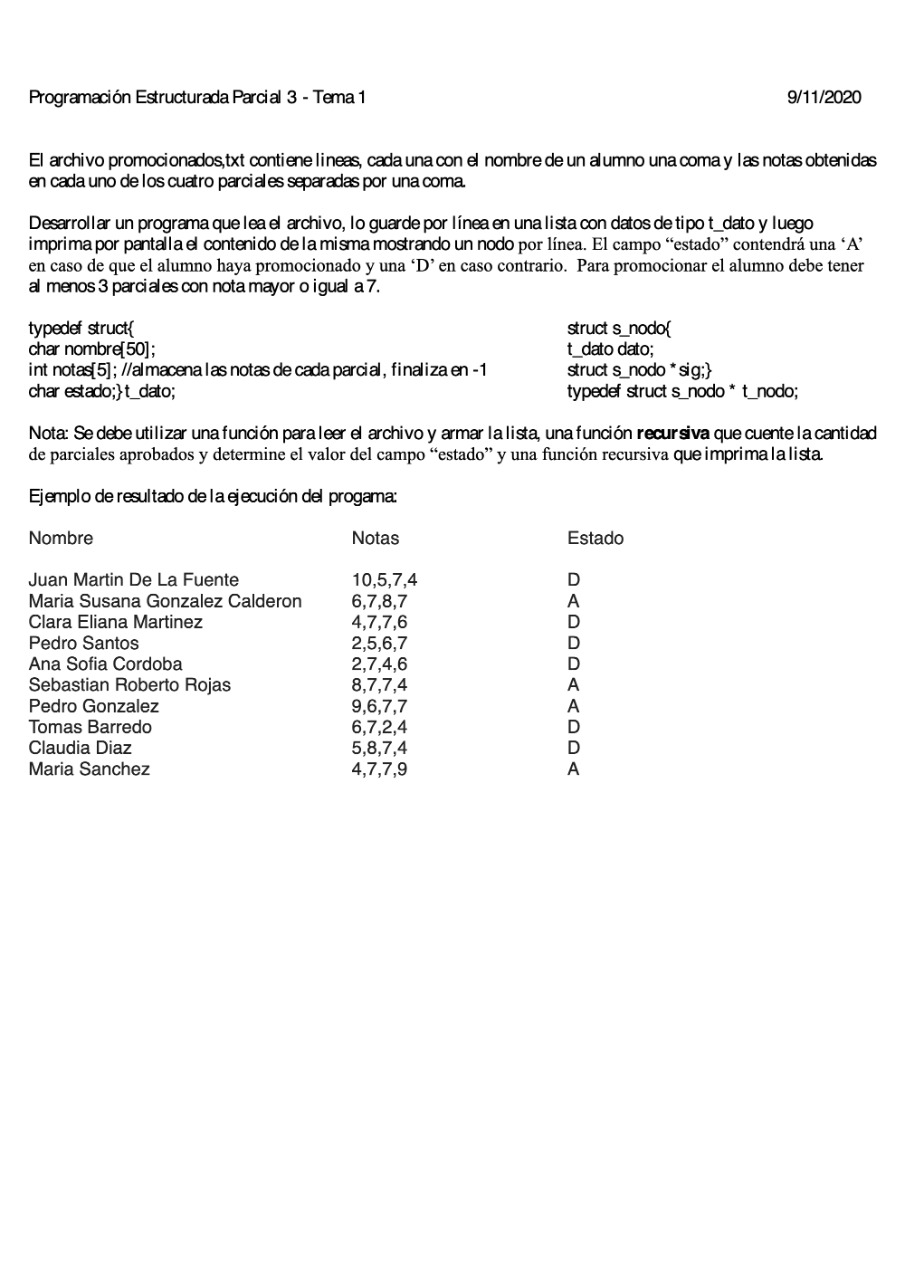 Programación Estructurada Parcial 3 - Tema 1 9/11/2020
El archivo promocionados,txt contiene lineas, cada una con el nombre de un alumno una coma y las notas obtenidas
en cada uno de los cuatro parciales separadas por una coma.
Desarrollar un programa que lea el archivo, lo guarde por línea en una lista con datos de tipo t_dato y luego
imprima por pantalla el contenido de la misma mostrando un nodo por línea. El campo “estado” contendrá una ‘A’
en caso de que el alumno haya promocionado y una ‘D’ en caso contrario. Para promocionar el alumno debe tener
al menos 3 parciales con nota mayor o igual a 7.
typedef struct{ struct s_nodo{
char nombre[50]; t_dato dato;
int notas[5]; //almacena las notas de cada parcial, finaliza en -1 struct s_nodo * sig;}
char estado;} t_dato; typedef struct s_nodo * t_nodo;
Nota: Se debe utilizar una función para leer el archivo y armar la lista, una función recursiva que cuente la cantidad
de parciales aprobados y determine el valor del campo “estado” y una función recursiva que imprima la lista.
Ejemplo de resultado de la ejecución del progama:
Nombre Notas Estado
Juan Martin De La Fuente 10,5,7,4 D
Maria Susana Gonzalez Calderon 6,7,8,7 A
Clara Eliana Martinez 4,7,7,6 D
Pedro Santos 2,5,6,7 D
Ana Sofia Cordoba 2,7,4,6 D
Sebastian Roberto Rojas 8,7,7,4 A
Pedro Gonzalez 9,6,7,7 A
Tomas Barredo 6,7,2,4 D
Claudia Diaz 5,8,7,4 D
Maria Sanchez 4,7,7,9 A